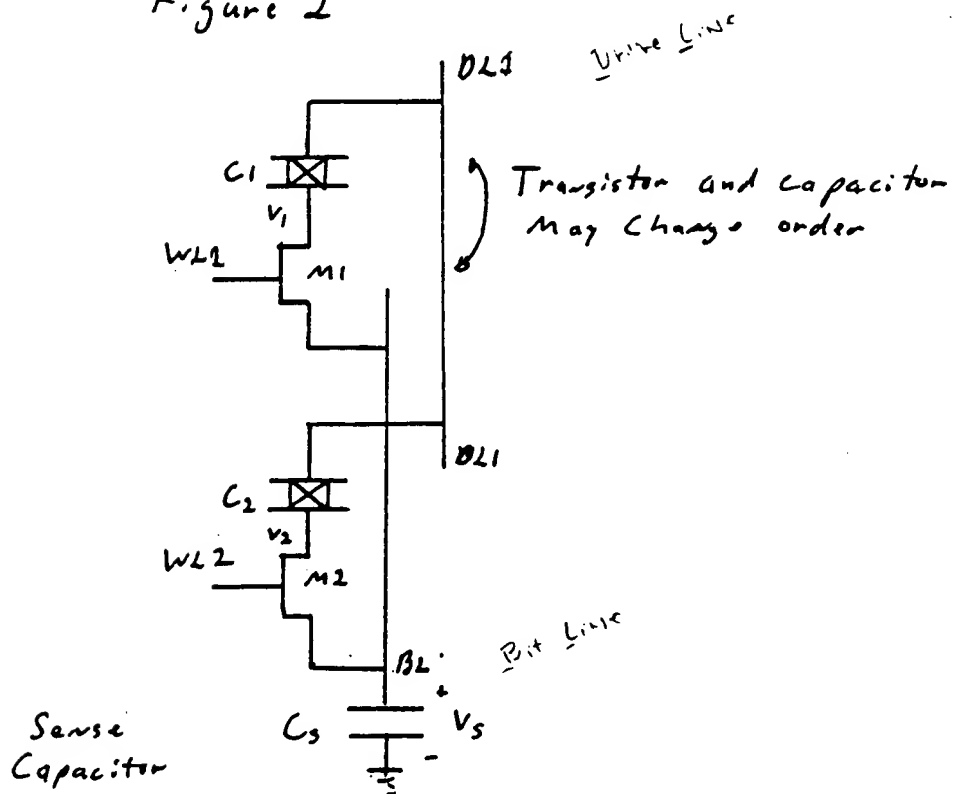 Figure 2
DL1
Drive Line
C1
Transistor and capacitor
May Change order
V1
WL1
M1
DL1
C2
V2
WL2
M2
Bit Line
BL
+
Cs
Vs
-
Sense
Capacitor